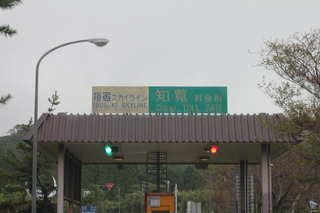 指宿スカイライン
IBUSUKI SKYLINE
知覧 料金所
Chiran TOLL GATE